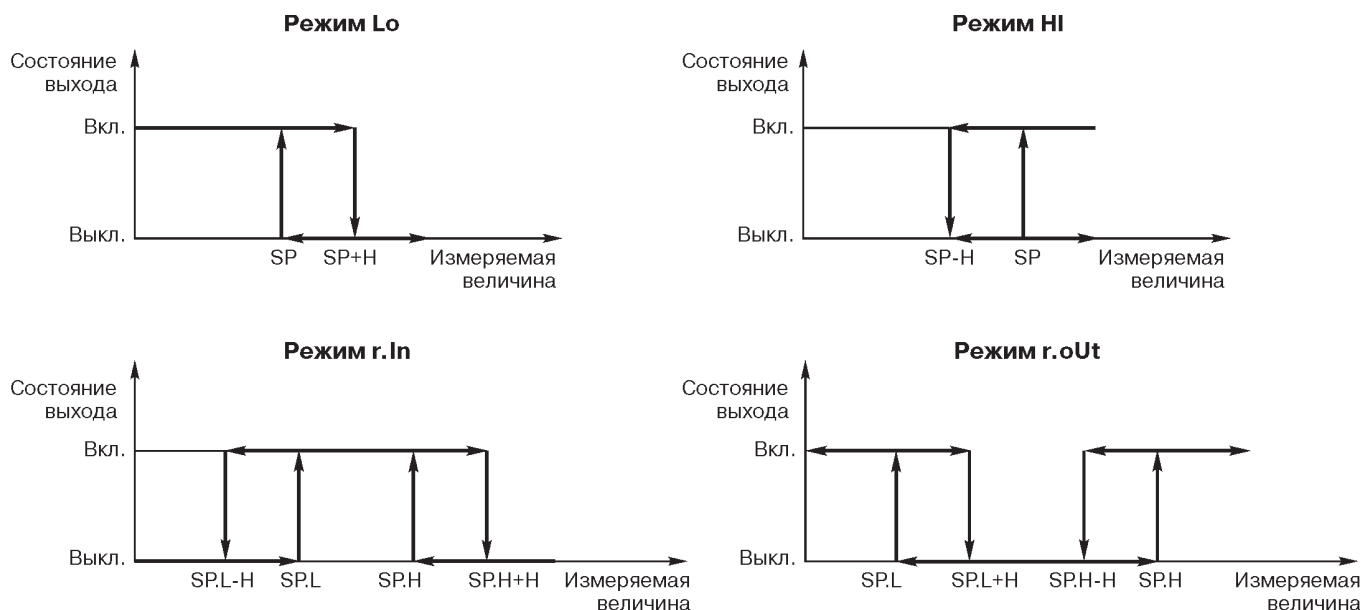 Режим Lo
Состояние
выхода
Вкл.
Выкл.
SP
SP+H
Измеряемая
величина
Режим HI
Состояние
выхода
Вкл.
Выкл.
SP-H
SP
Измеряемая
величина
Режим r.In
Состояние
выхода
Вкл.
Выкл.
SP.L-H
SP.L
SP.H
SP.H+H
Измеряемая
величина
Режим r.oUt
Состояние
выхода
Вкл.
Выкл.
SP.L
SP.L+H
SP.H-H
SP.H
Измеряемая
величина